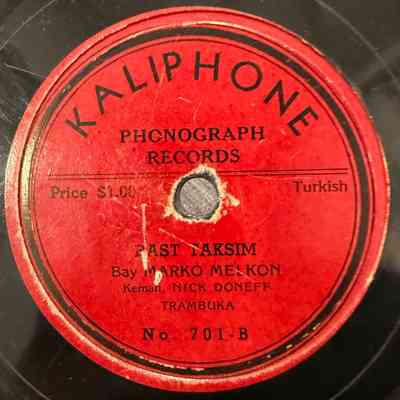 KALIPHONE
PHONOGRAPH
RECORDS
Price $1.00
Turkish
RAST TAKSIM
Bay MARKO MELKON
Keman, NICK DONEFF
TRAMBUKA
No. 701-B